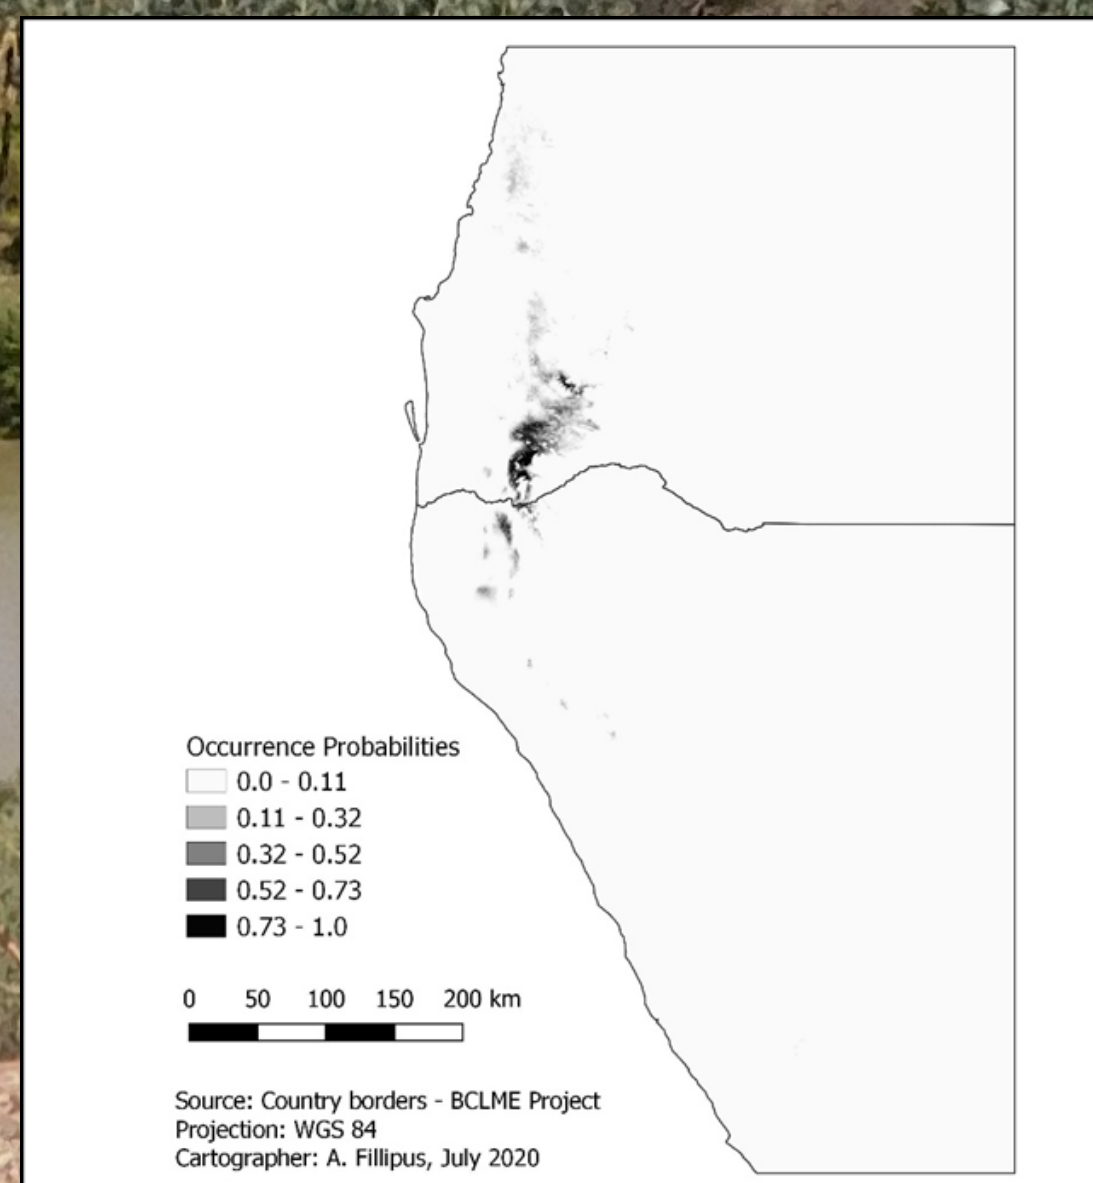 Occurrence Probabilities
0.0 - 0.11
0.11 - 0.32
0.32 - 0.52
0.52 - 0.73
0.73 - 1.0
0 50 100 150 200 km
Source: Country borders - BCLME Project
Projection: WGS 84
Cartographer: A. Fillipus, July 2020